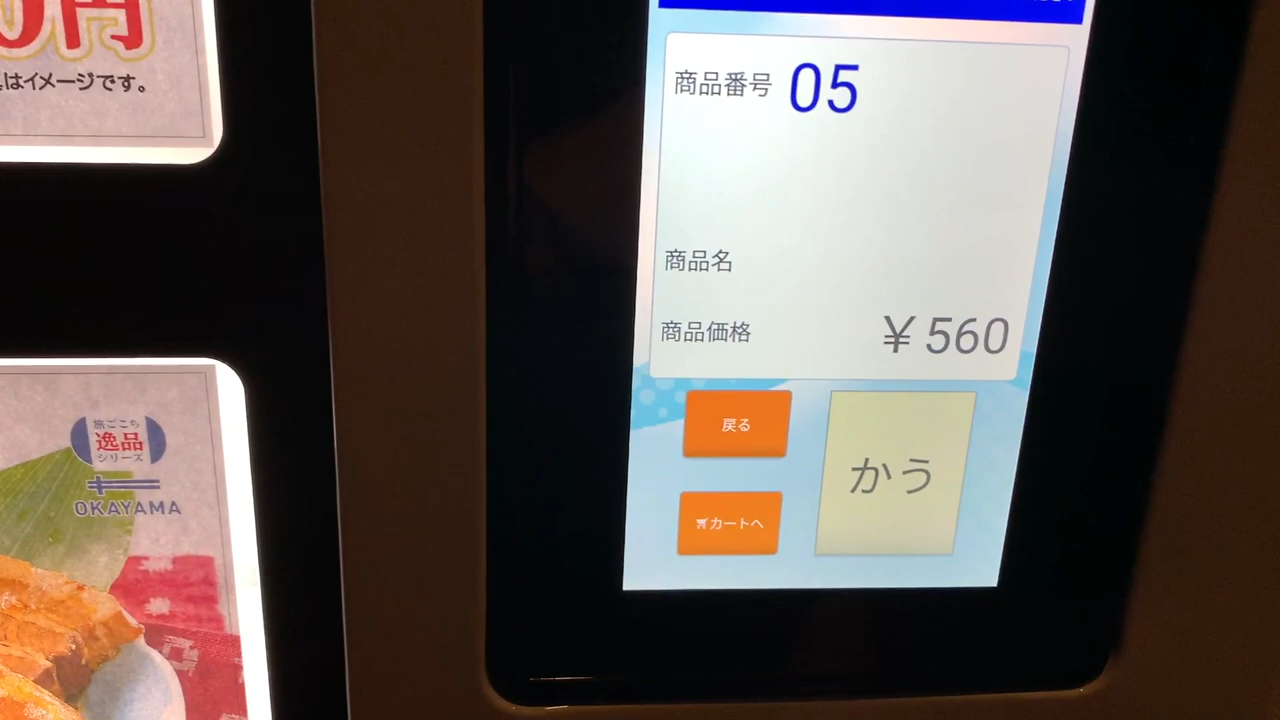 0円
はイメージです。
旅ごこち
逸品
シリーズ
OKAYAMA
商品番号 05
商品名
商品価格 ￥560
戻る
かう
カートへ